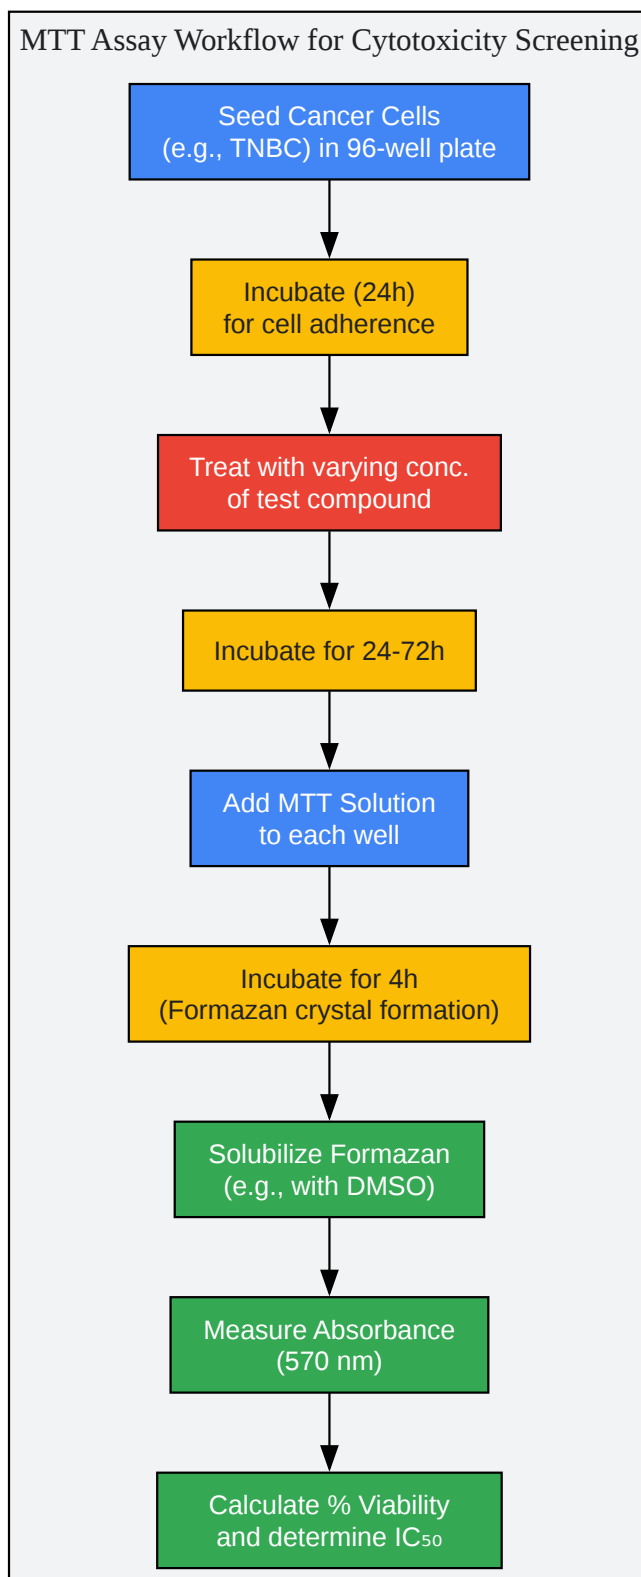 MTT Assay Workflow for Cytotoxicity Screening
Seed Cancer Cells
(e.g., TNBC) in 96-well plate
Incubate (24h)
for cell adherence
Treat with varying conc.
of test compound
Incubate for 24-72h
Add MTT Solution
to each well
Incubate for 4h
(Formazan crystal formation)
Solubilize Formazan
(e.g., with DMSO)
Measure Absorbance
(570 nm)
Calculate % Viability
and determine IC₅₀